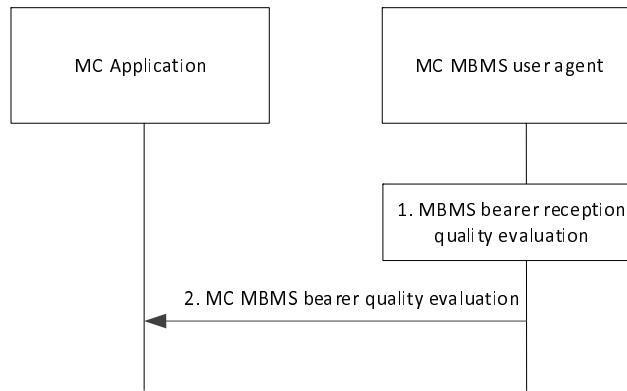 MC Application
MC MBMS user agent
1. MBMS bearer reception
quality evaluation
2. MC MBMS bearer quality evaluation